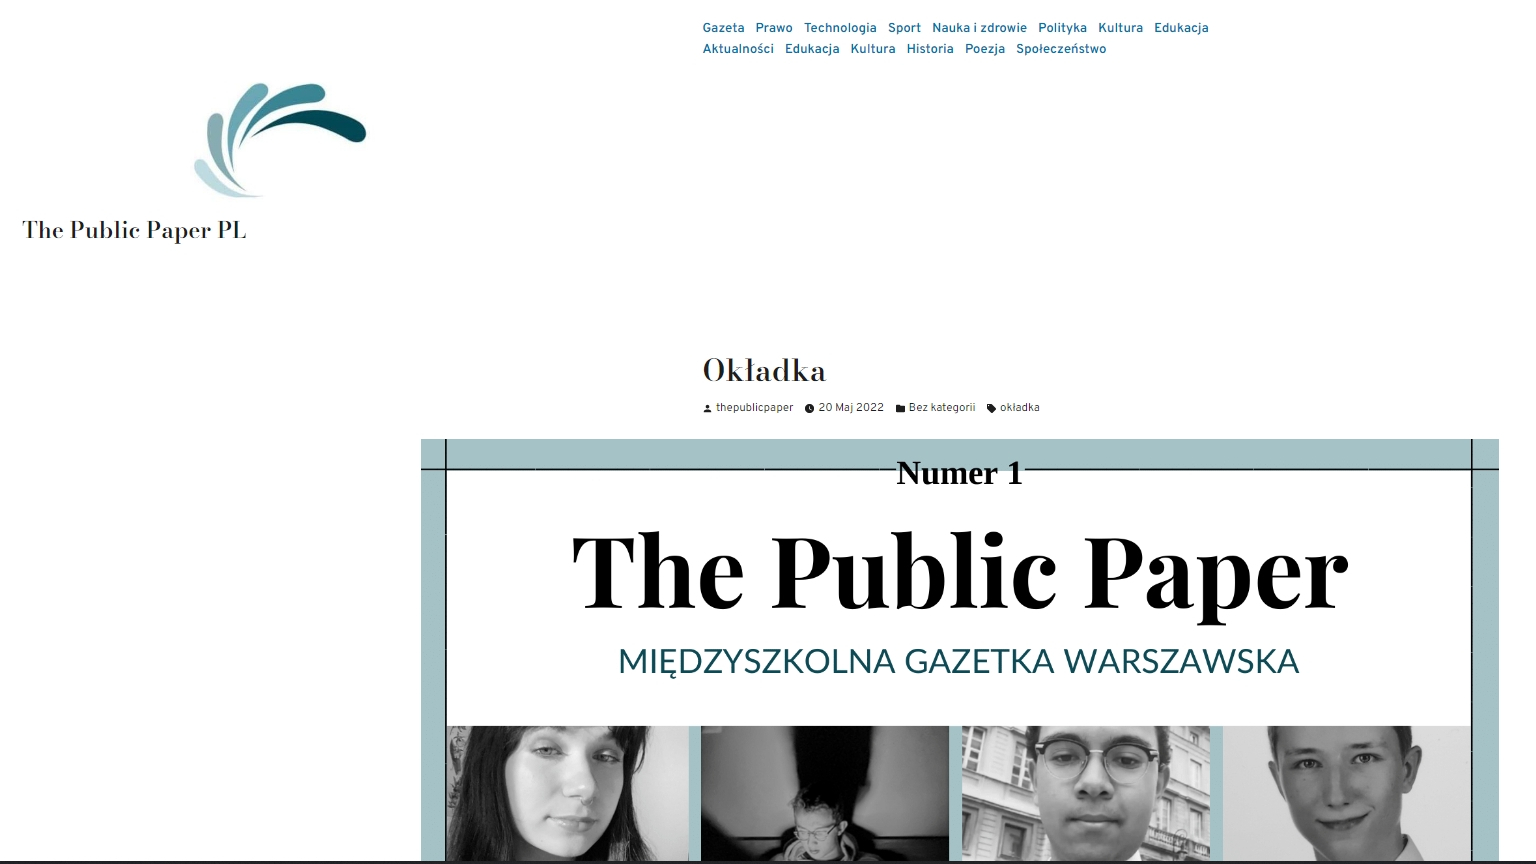 Gazeta Prawo Technologia Sport Nauka i zdrowie Polityka Kultura Edukacja
Aktualności Edukacja Kultura Historia Poezja Społeczeństwo
The Public Paper PL
Okładka
thepublicpaper 20 Maj 2022 Bez kategorii okładka
Numer 1
The Public Paper
MIĘDZYSZKOLNA GAZETKA WARSZAWSKA